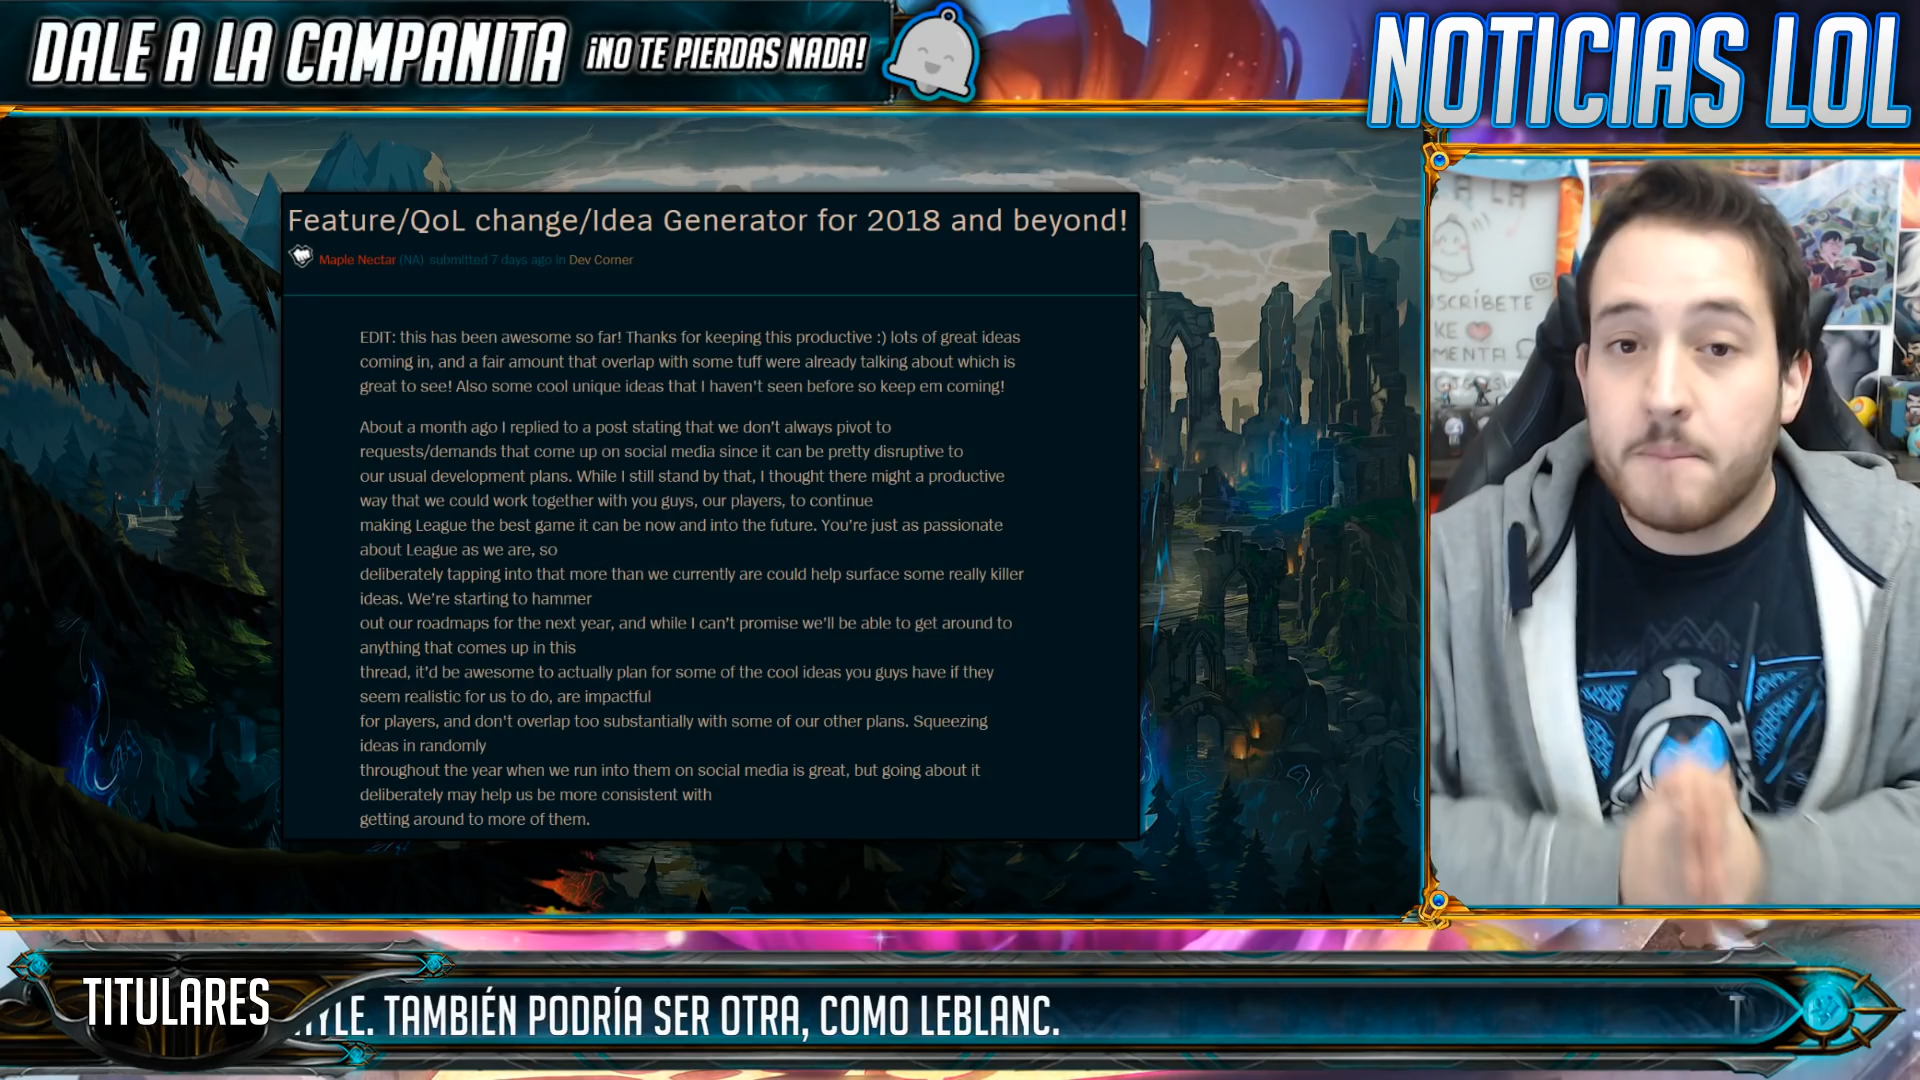 DALE A LA CAMPANITA ¡NO TE PIERDAS NADA!
NOTICIAS LOL
Feature/QoL change/Idea Generator for 2018 and beyond!
Maple Nectar (NA) submitted 7 days ago in Dev Corner
EDIT: this has been awesome so far! Thanks for keeping this productive :) lots of great ideas
coming in, and a fair amount that overlap with some tuff were already talking about which is
great to see! Also some cool unique ideas that I haven't seen before so keep em coming!
About a month ago I replied to a post stating that we don't always pivot to
requests/demands that come up on social media since it can be pretty disruptive to
our usual development plans. While I still stand by that, I thought there might a productive
way that we could work together with you guys, our players, to continue
making League the best game it can be now and into the future. You're just as passionate
about League as we are, so
deliberately tapping into that more than we currently are could help surface some really killer
ideas. We're starting to hammer
out our roadmaps for the next year, and while I can't promise we'll be able to get around to
anything that comes up in this
thread, it'd be awesome to actually plan for some of the cool ideas you guys have if they
seem realistic for us to do, are impactful
for players, and don't overlap too substantially with some of our other plans. Squeezing
ideas in randomly
throughout the year when we run into them on social media is great, but going about it
deliberately may help us be more consistent with
getting around to more of them.
A LA
TITULARES
TAMBIÉN PODRÍA SER OTRA, COMO LEBLANC.
T